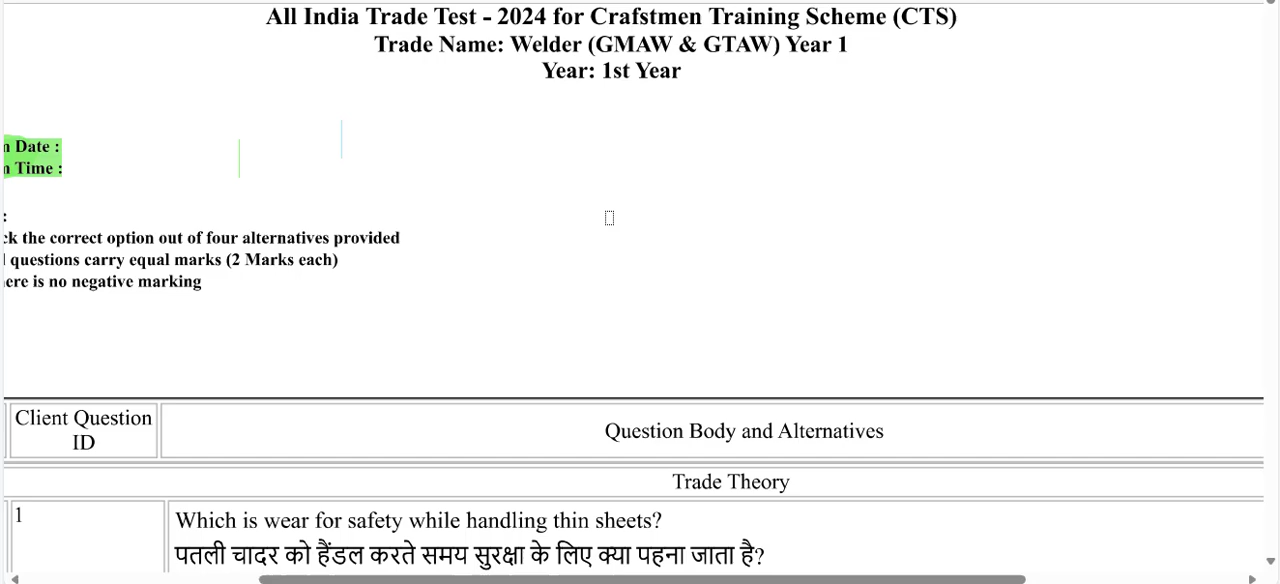 All India Trade Test - 2024 for Crafstmen Training Scheme (CTS)
Trade Name: Welder (GMAW & GTAW) Year 1
Year: 1st Year
Date :
Time :
:
ck the correct option out of four alternatives provided
questions carry equal marks (2 Marks each)
ere is no negative marking
Client Question
ID
Question Body and Alternatives
Trade Theory
1
Which is wear for safety while handling thin sheets?
पतली चादर को हैंडल करते समय सुरक्षा के लिए क्या पहना जाता है?